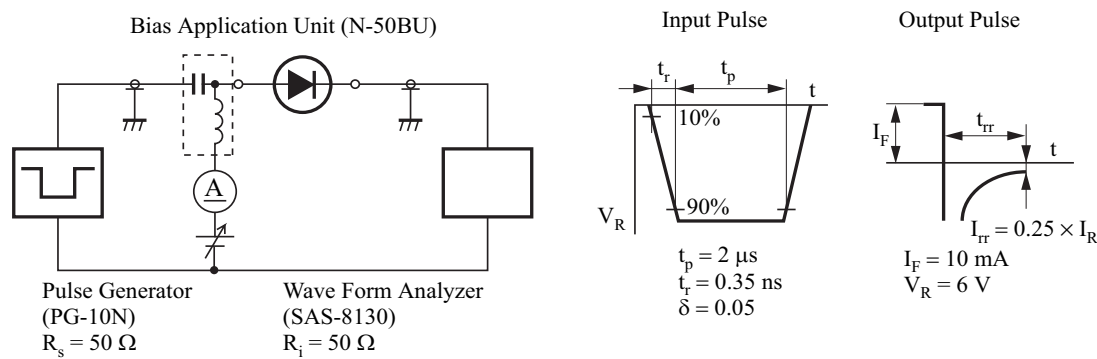 Bias Application Unit (N-50BU)
A
Pulse Generator
(PG-10N)
R_s = 50 Ω
Wave Form Analyzer
(SAS-8130)
R_i = 50 Ω
Input Pulse
t_r
t_p
t
10%
90%
V_R
t_p = 2 μs
t_r = 0.35 ns
δ = 0.05
Output Pulse
I_F
t_rr
t
I_rr = 0.25 × I_R
I_F = 10 mA
V_R = 6 V